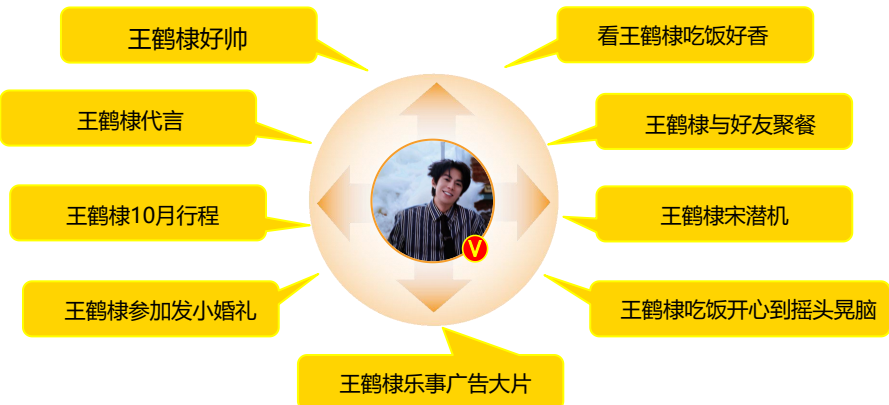 王鹤棣好帅
看王鹤棣吃饭好香
王鹤棣代言
王鹤棣与好友聚餐
王鹤棣10月行程
王鹤棣宋潜机
王鹤棣参加发小婚礼
王鹤棣吃饭开心到摇头晃脑
王鹤棣乐事广告大片
V